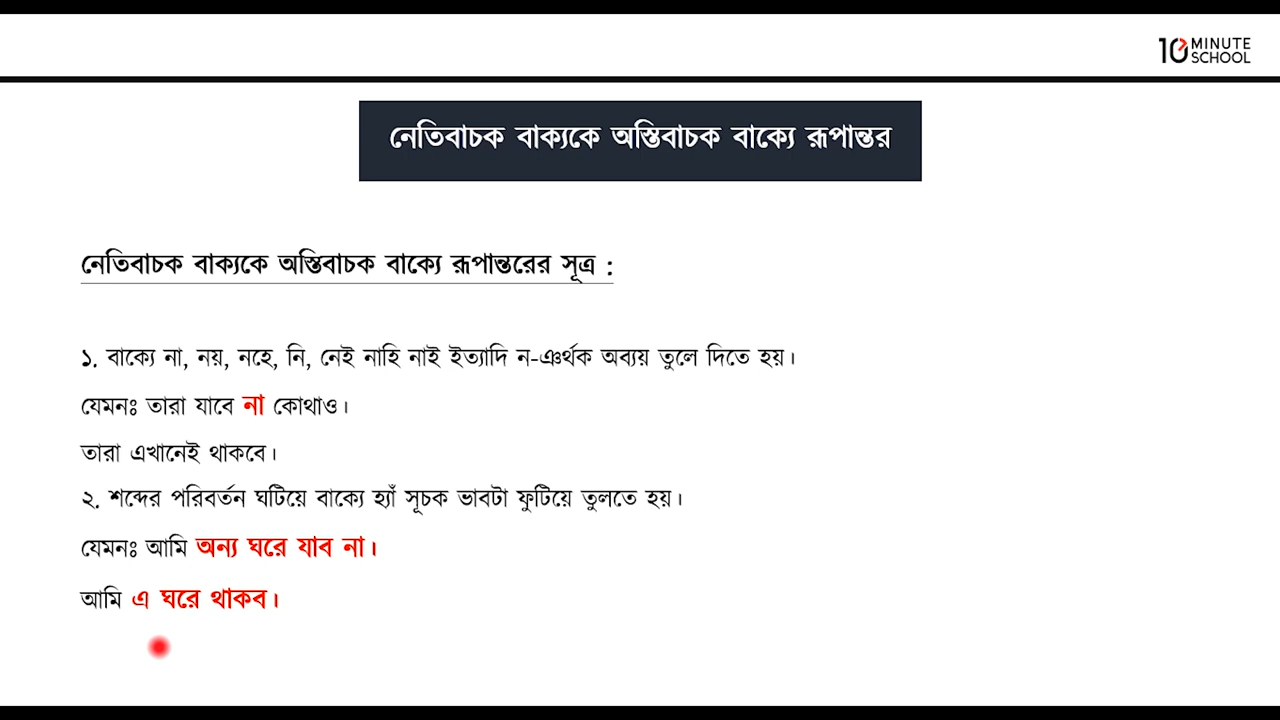 10 MINUTE SCHOOL
নেতিবাচক বাক্যকে অস্তিবাচক বাক্যে রূপান্তর
নেতিবাচক বাক্যকে অস্তিবাচক বাক্যে রূপান্তরের সূত্র :
১. বাক্যে না, নয়, নহে, নি, নেই নাহি নাই ইত্যাদি ন-ঞর্থক অব্যয় তুলে দিতে হয়।
যেমনঃ তারা যাবে না কোথাও।
তারা এখানেই থাকবে।
২. শব্দের পরিবর্তন ঘটিয়ে বাক্যে হ্যাঁ সূচক ভাবটা ফুটিয়ে তুলতে হয়।
যেমনঃ আমি অন্য ঘরে যাব না।
আমি এ ঘরে থাকব।